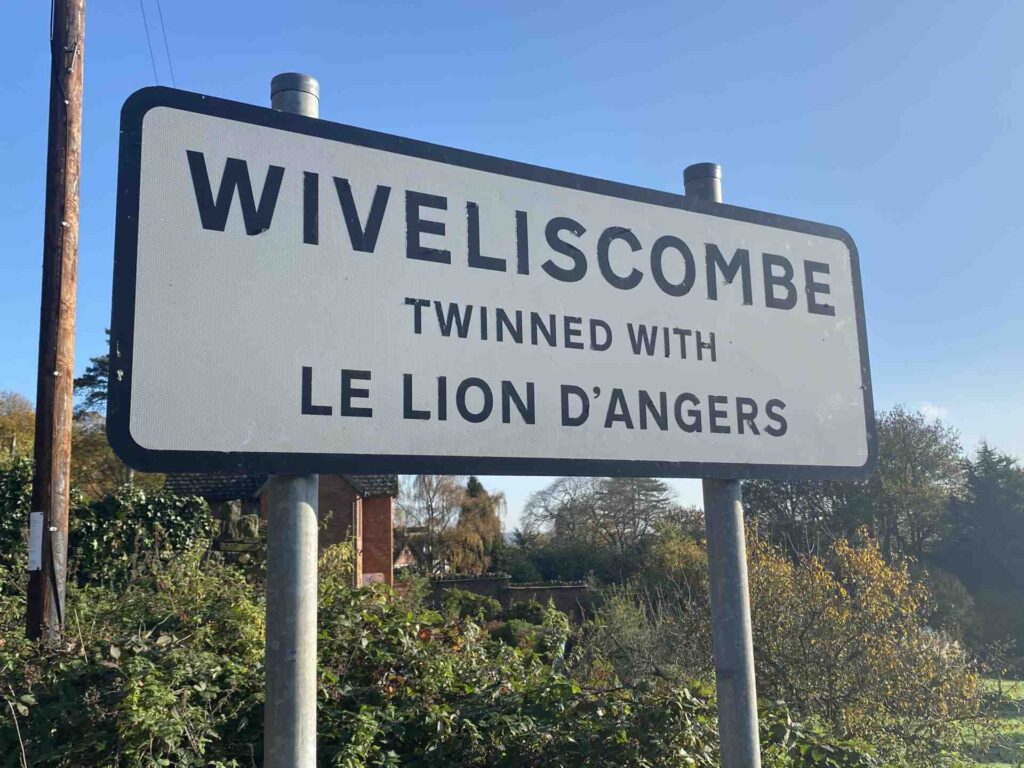 WIVELISCOMBE
TWINNED WITH
LE LION D'ANGERS